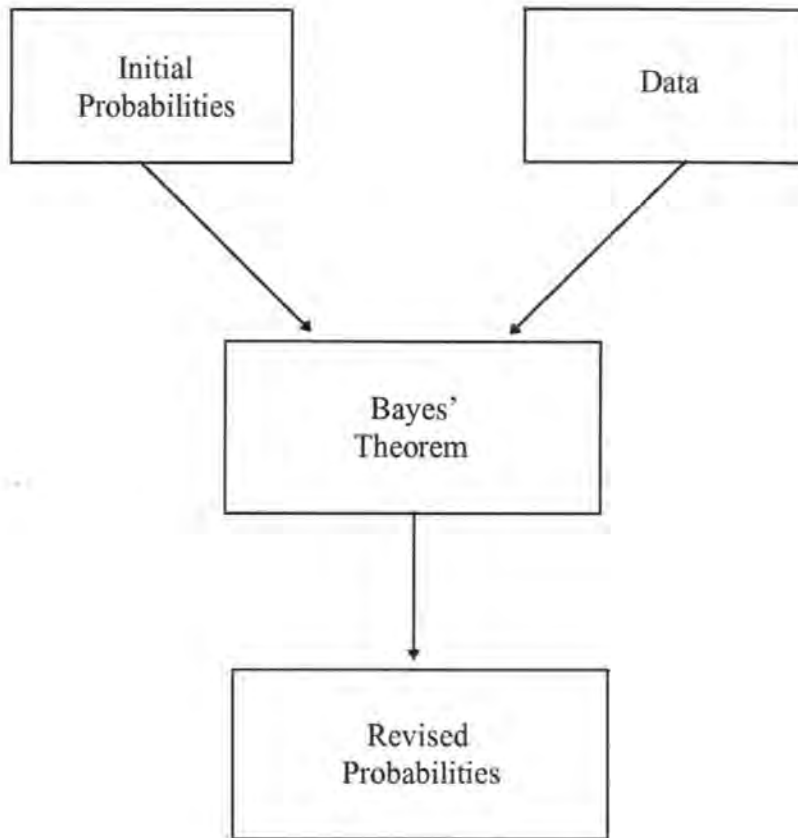 Initial
Probabilities
Data
Bayes’
Theorem
Revised
Probabilities